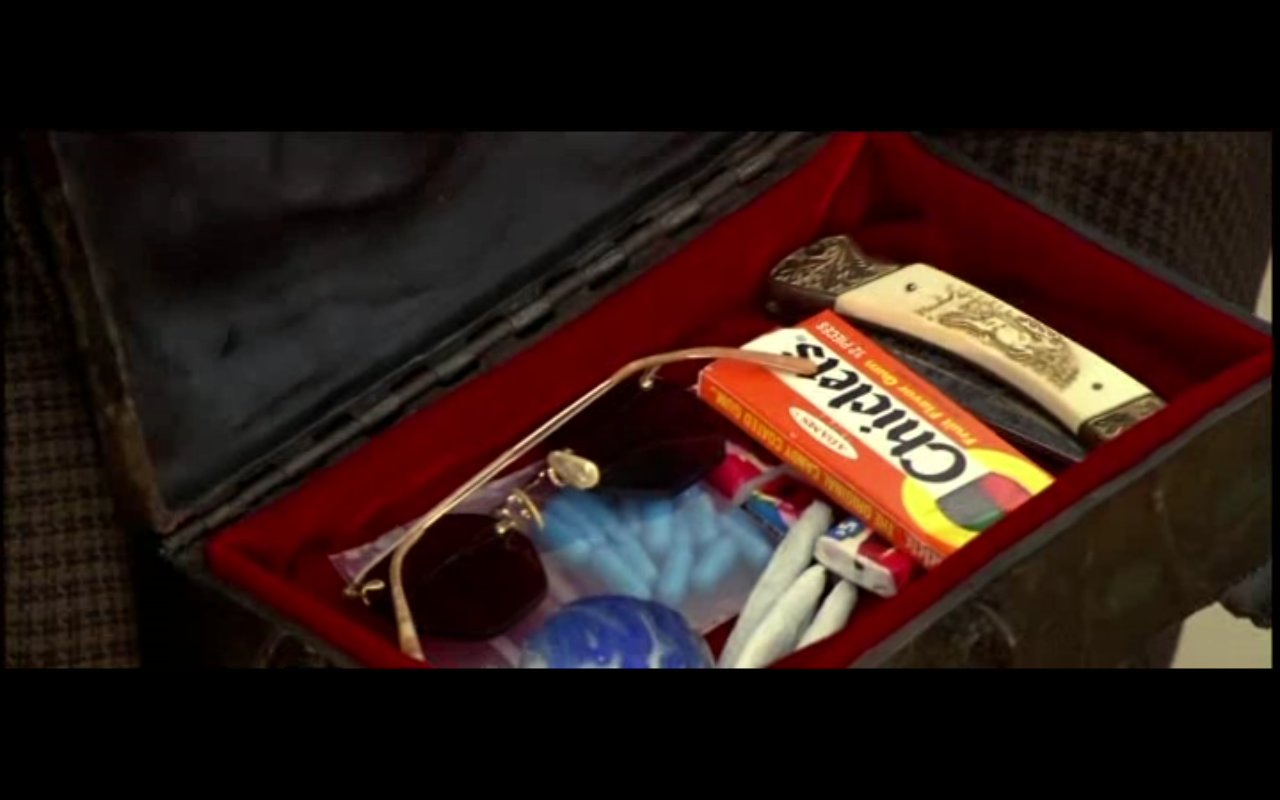 12 PIECES
Chiclets
Fruit Flavor Gum
ADAMS
THE ORIGINAL CANDY COATED GUM